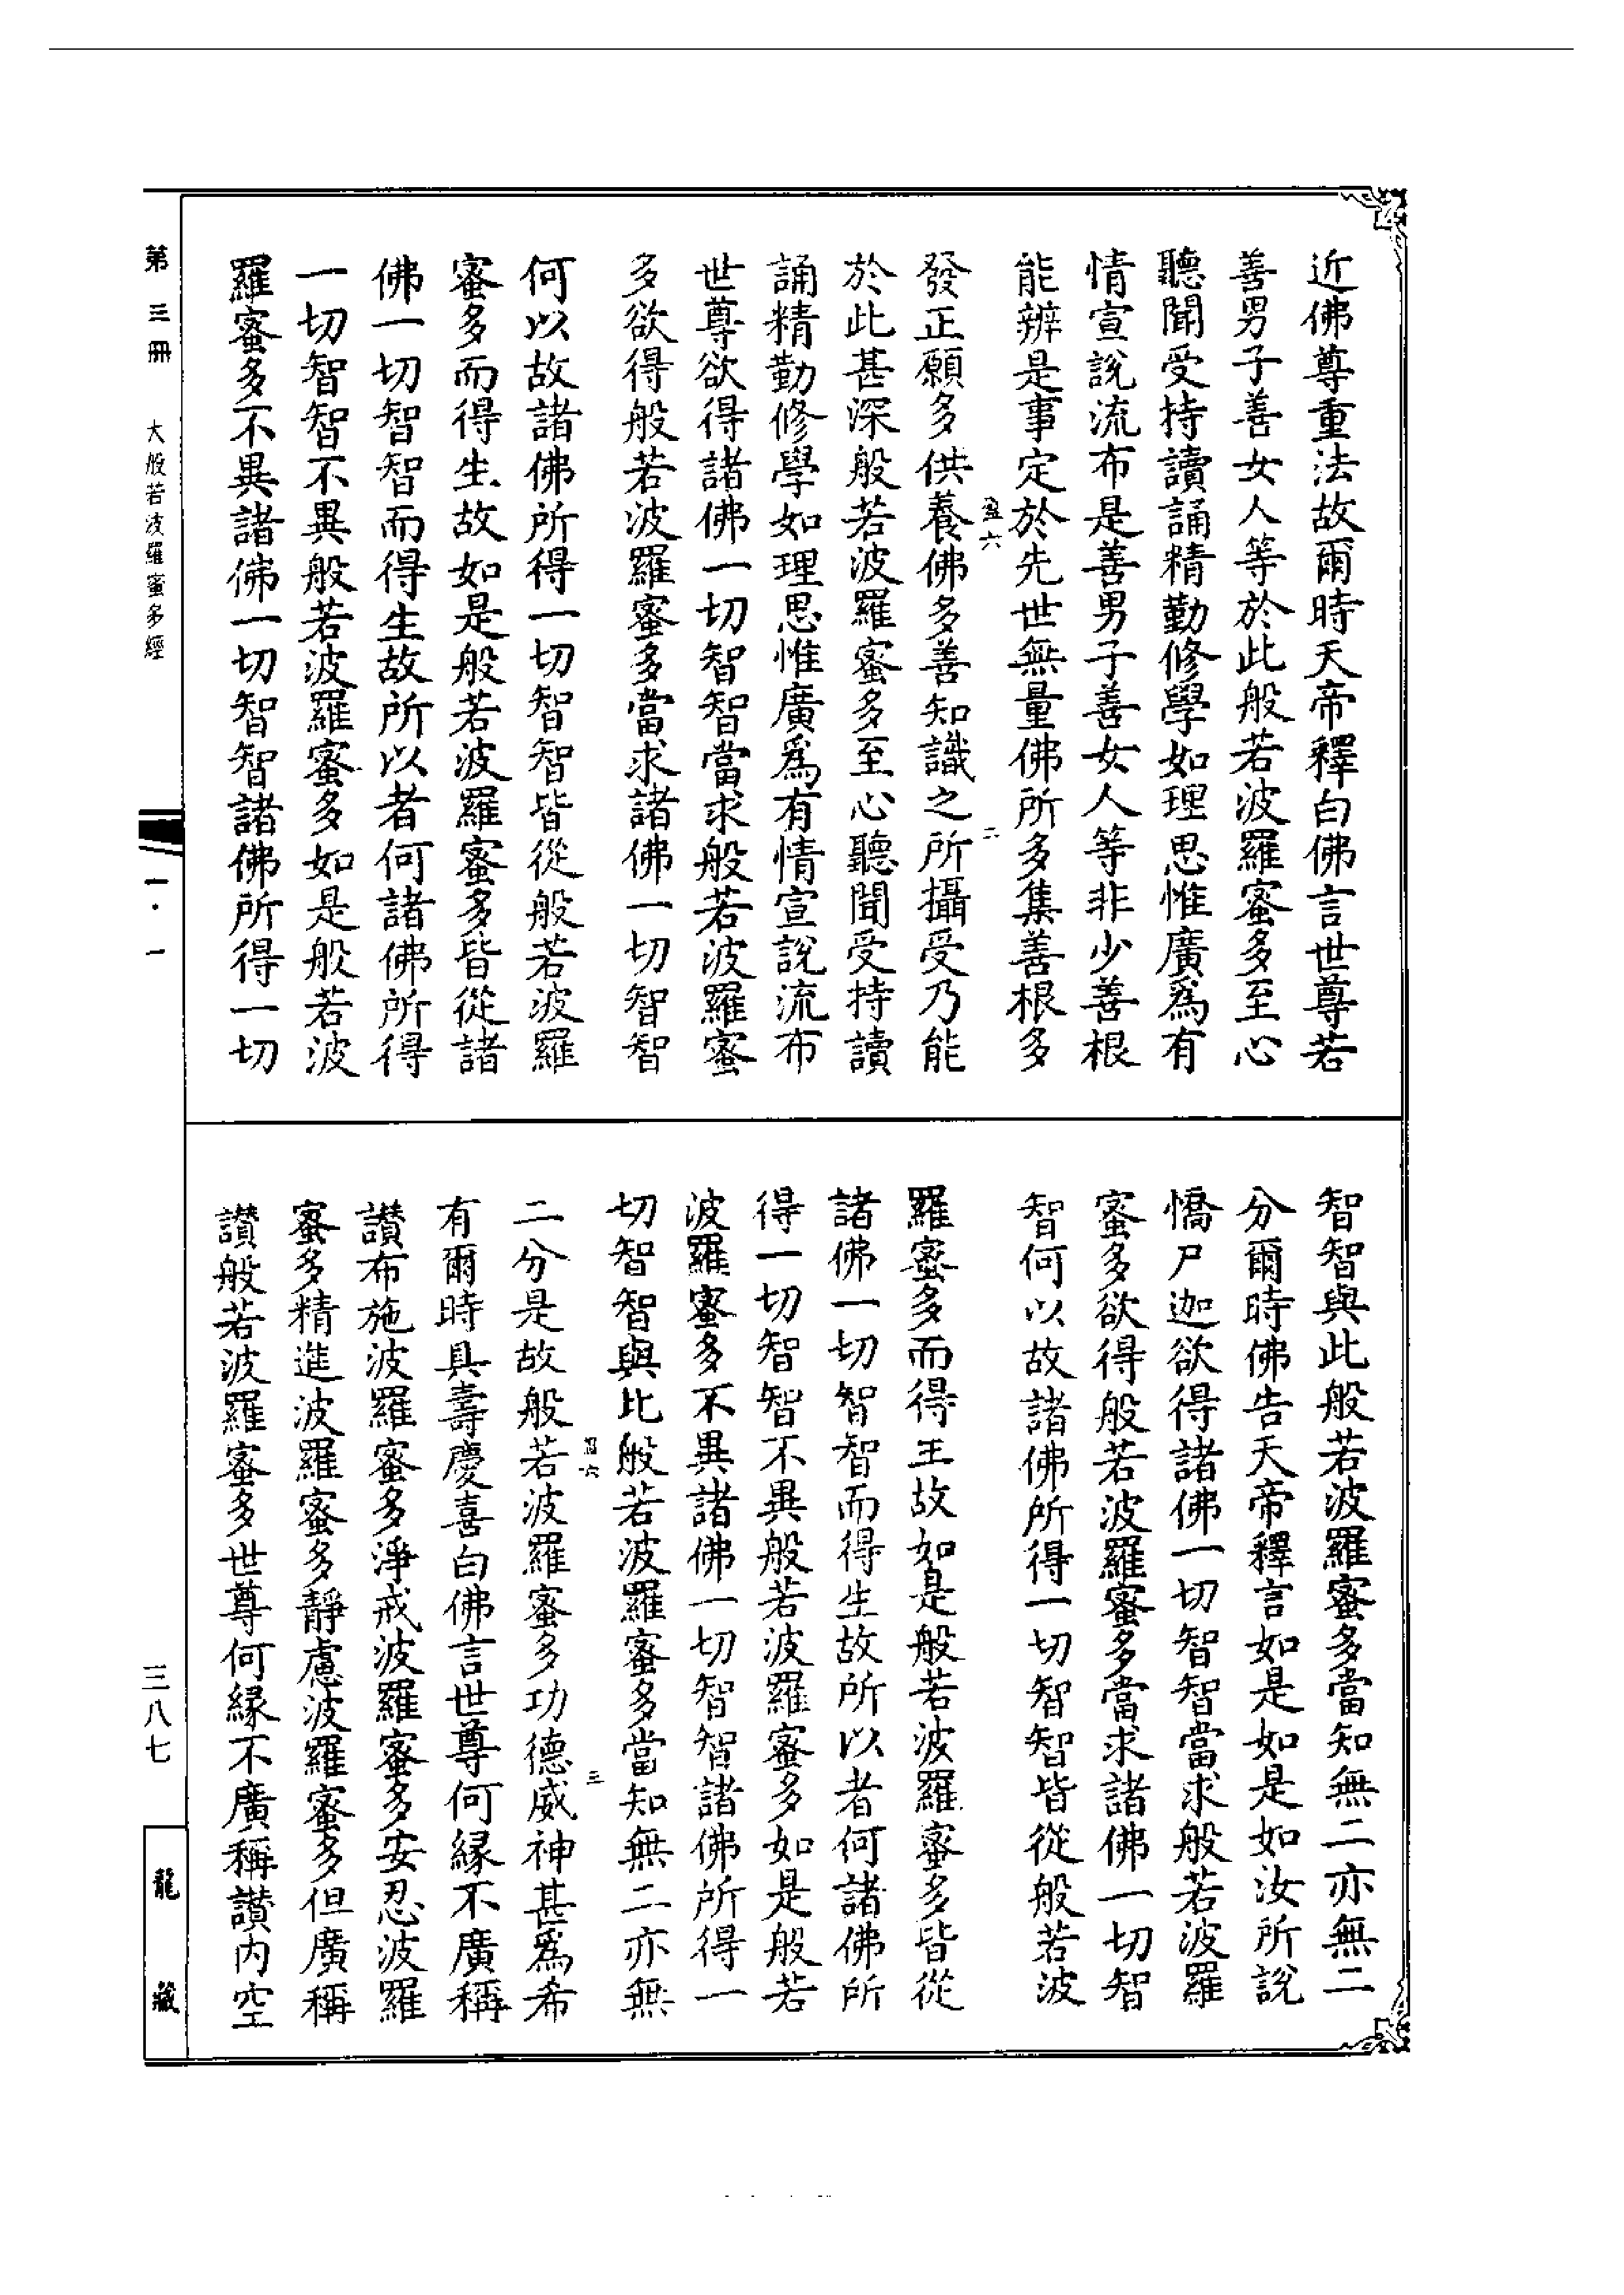 近佛尊重法故爾時天帝釋白佛言世尊若
善男子善女人等於此般若波羅蜜多至心
聽聞受持讀誦精勤修學如理思惟廣爲有
情宣說流布是善男子善女人等非少善根
能辨是事定於先世無量佛所多集善根多
盈六 二
發正願多供養佛多善知識之所攝受乃能
於此甚深般若波羅蜜多至心聽聞受持讀
誦精勤修學如理思惟廣爲有情宣說流布
世尊欲得諸佛一切智智當求般若波羅蜜
多欲得般若波羅蜜多當求諸佛一切智智
何以故諸佛所得一切智智皆從般若波羅
蜜多而得生故如是般若波羅蜜多皆從諸
佛一切智智而得生故所以者何諸佛所得
一切智智不異般若波羅蜜多如是般若波
羅蜜多不異諸佛一切智智諸佛所得一切
智智與此般若波羅蜜多當知無二亦無二
分爾時佛告天帝釋言如是如是如汝所說
憍尸迦欲得諸佛一切智智當求般若波羅
蜜多欲得般若波羅蜜多當求諸佛一切智
智何以故諸佛所得一切智智皆從般若波
羅蜜多而得王故如是般若波羅蜜多皆從
諸佛一切智智而得生故所以者何諸佛所
得一切智智不異般若波羅蜜多如是般若
波羅蜜多不異諸佛一切智智諸佛所得一
切智智與比般若波羅蜜多當知無二亦無
盈六 三
二分是故般若波羅蜜多功德威神甚爲希
有爾時具壽慶喜白佛言世尊何緣不廣稱
讚布施波羅蜜多淨戒波羅蜜多安忍波羅
蜜多精進波羅蜜多靜慮波羅蜜多但廣稱
讚般若波羅蜜多世尊何緣不廣稱讚內空
第三冊 大般若波羅蜜多經
一·一
三八七
龍藏